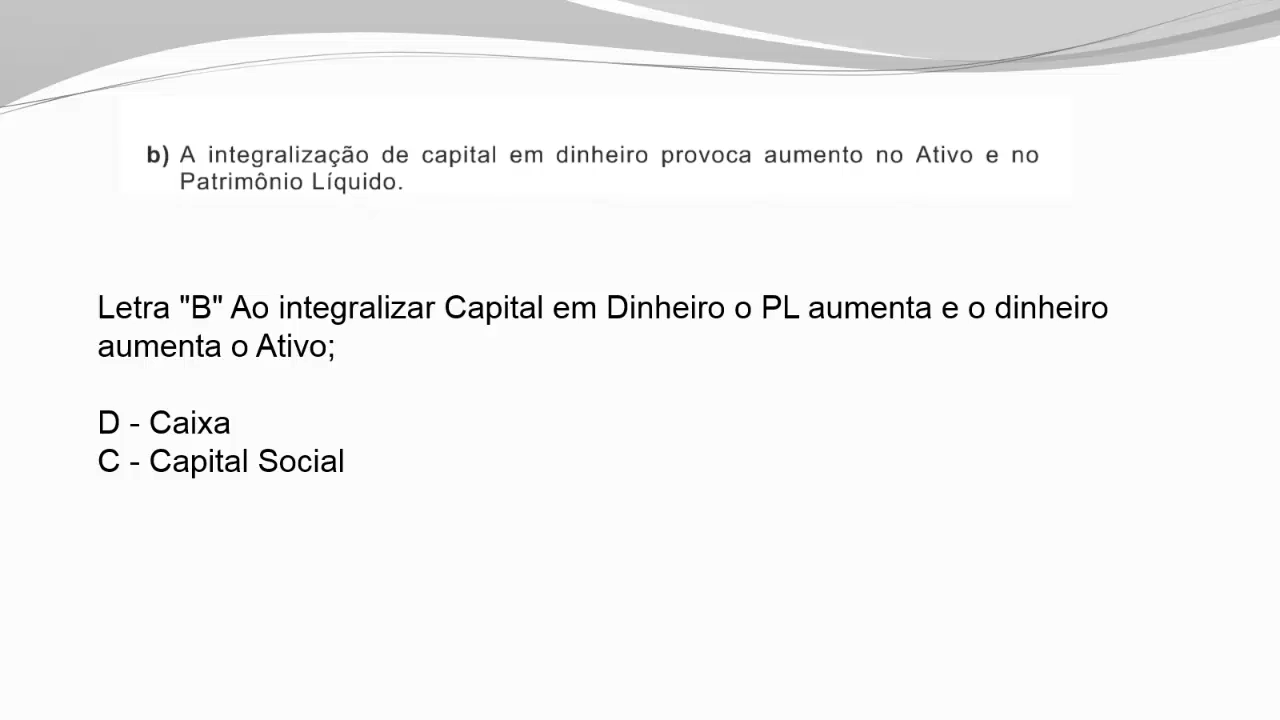 b) A integralização de capital em dinheiro provoca aumento no Ativo e no
Patrimônio Líquido.
Letra "B" Ao integralizar Capital em Dinheiro o PL aumenta e o dinheiro
aumenta o Ativo;
D - Caixa
C - Capital Social